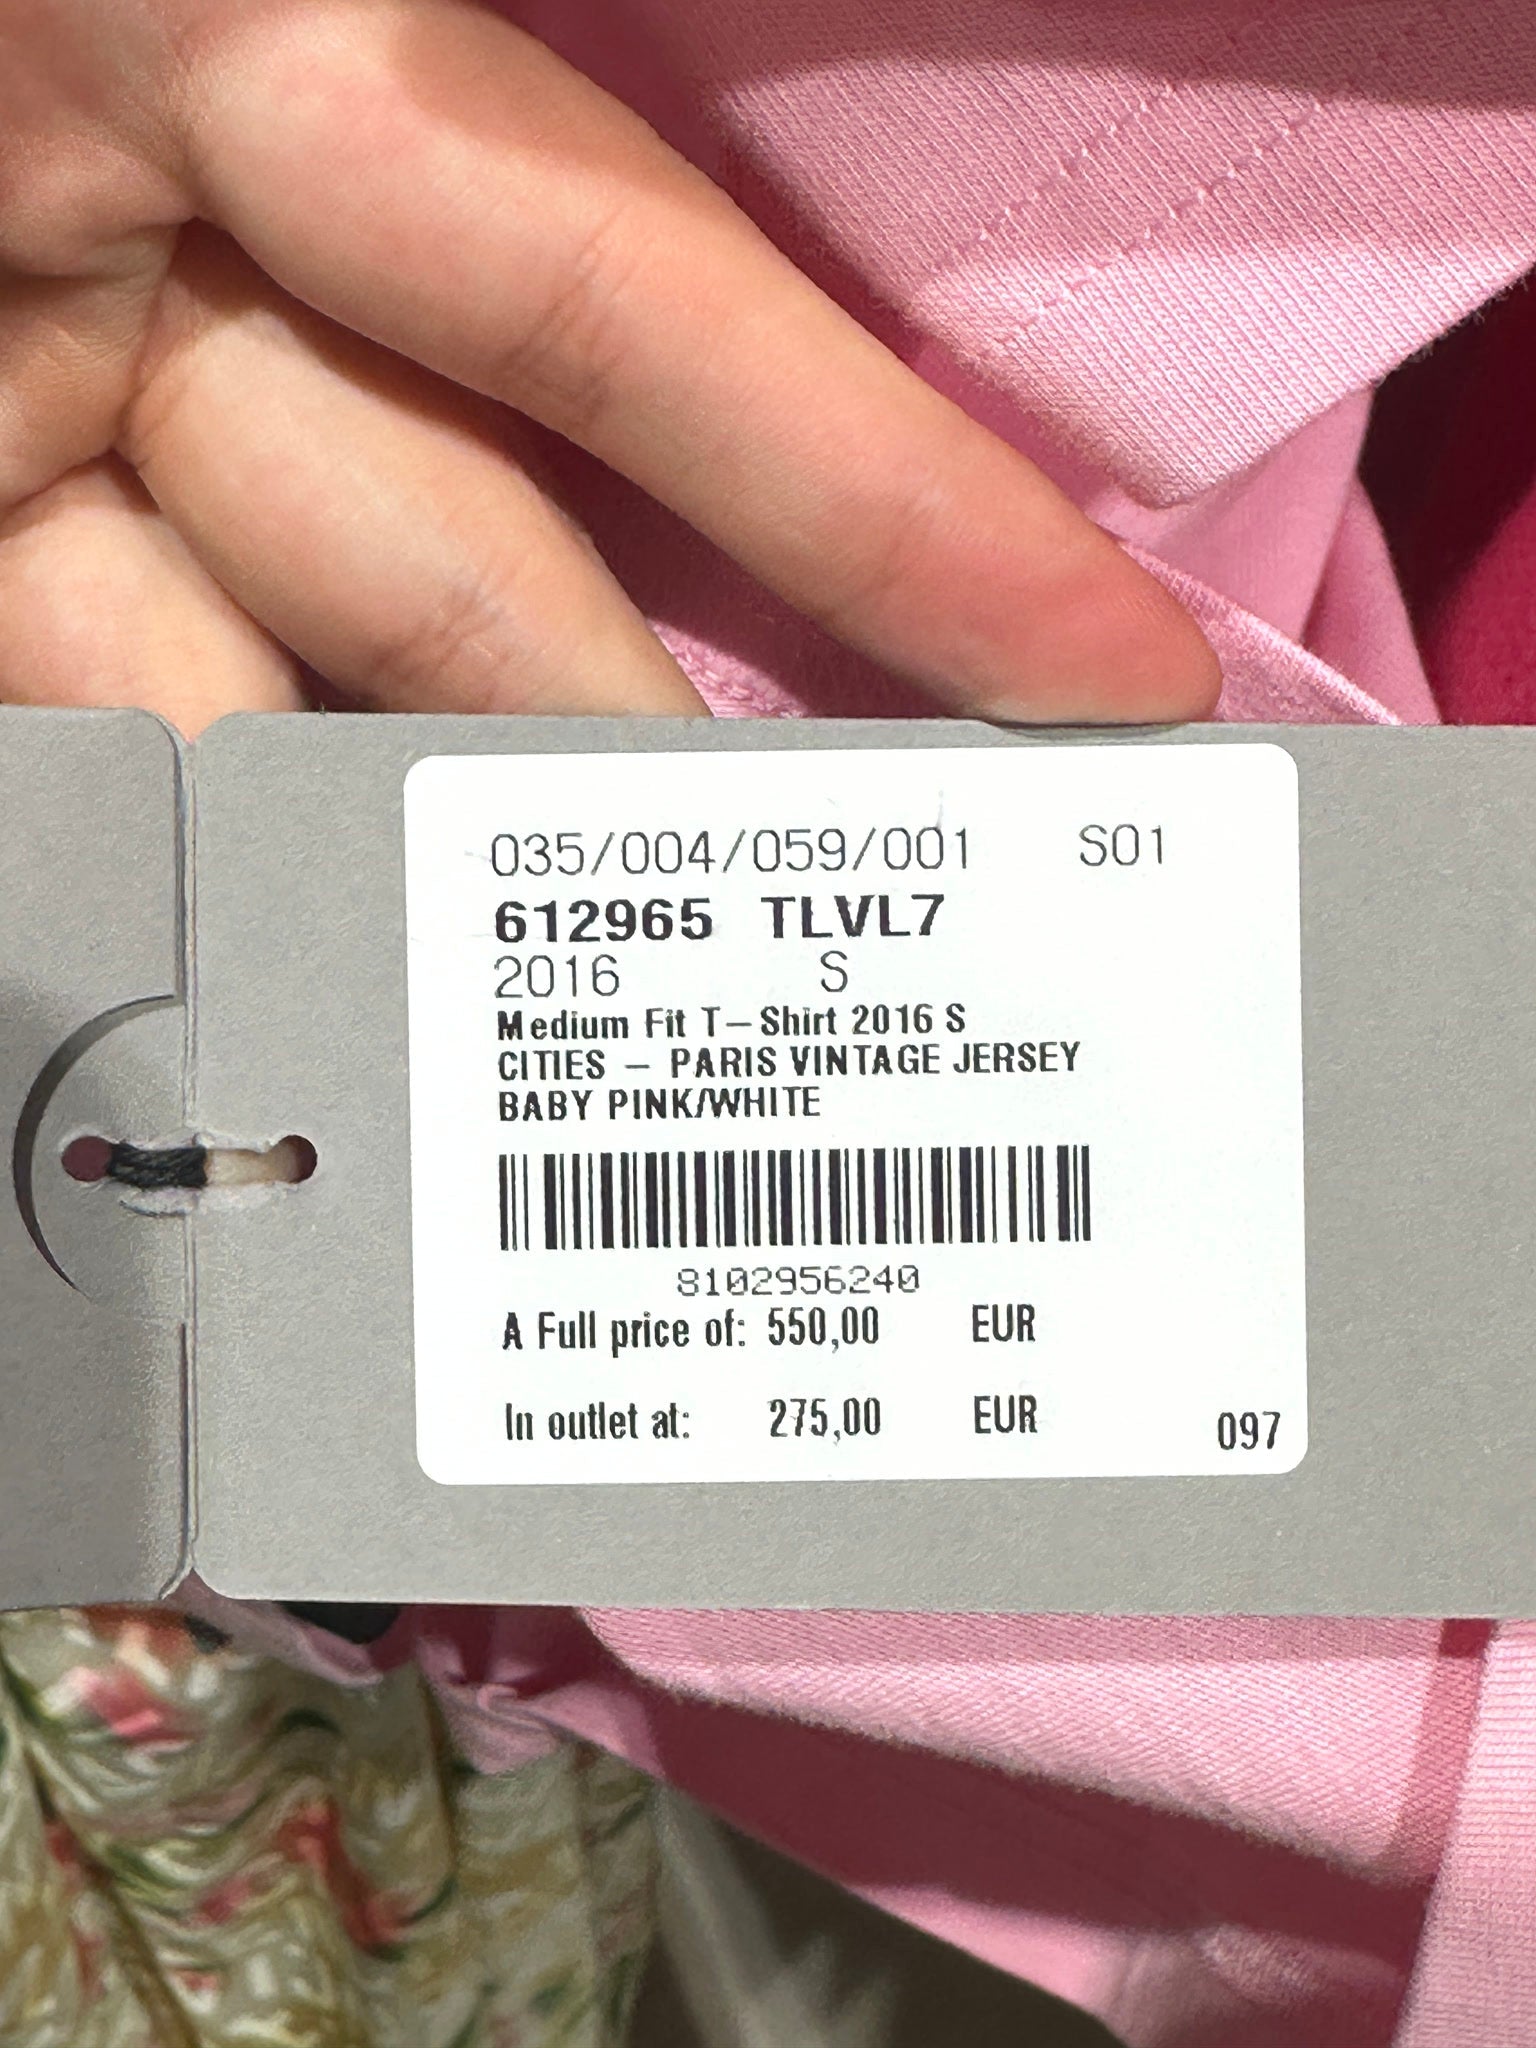 035/004/059/001 S01
612965 TLVL7
2016 S
Medium Fit T-Shirt 2016 S
CITIES - PARIS VINTAGE JERSEY
BABY PINK/WHITE
8102956240
A Full price of: 550,00 EUR
In outlet at: 275,00 EUR
097